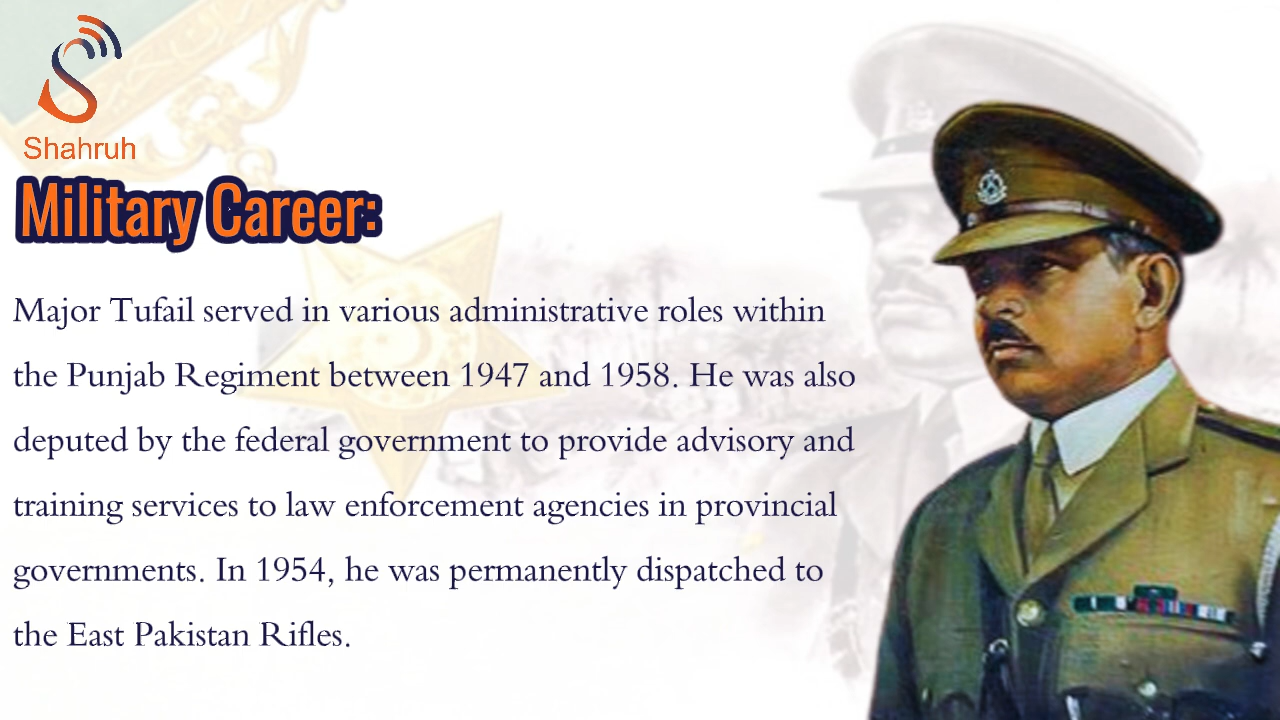 Shahruh
Military Career:
Major Tufail served in various administrative roles within
the Punjab Regiment between 1947 and 1958. He was also
deputed by the federal government to provide advisory and
training services to law enforcement agencies in provincial
governments. In 1954, he was permanently dispatched to
the East Pakistan Rifles.